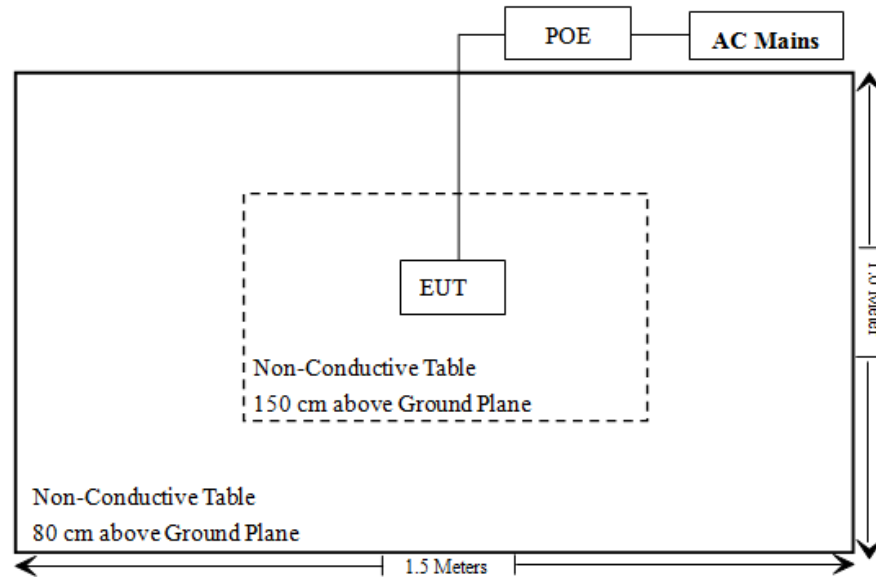 POE
AC Mains
EUT
Non-Conductive Table
150 cm above Ground Plane
Non-Conductive Table
80 cm above Ground Plane
1.5 Meters
Meter